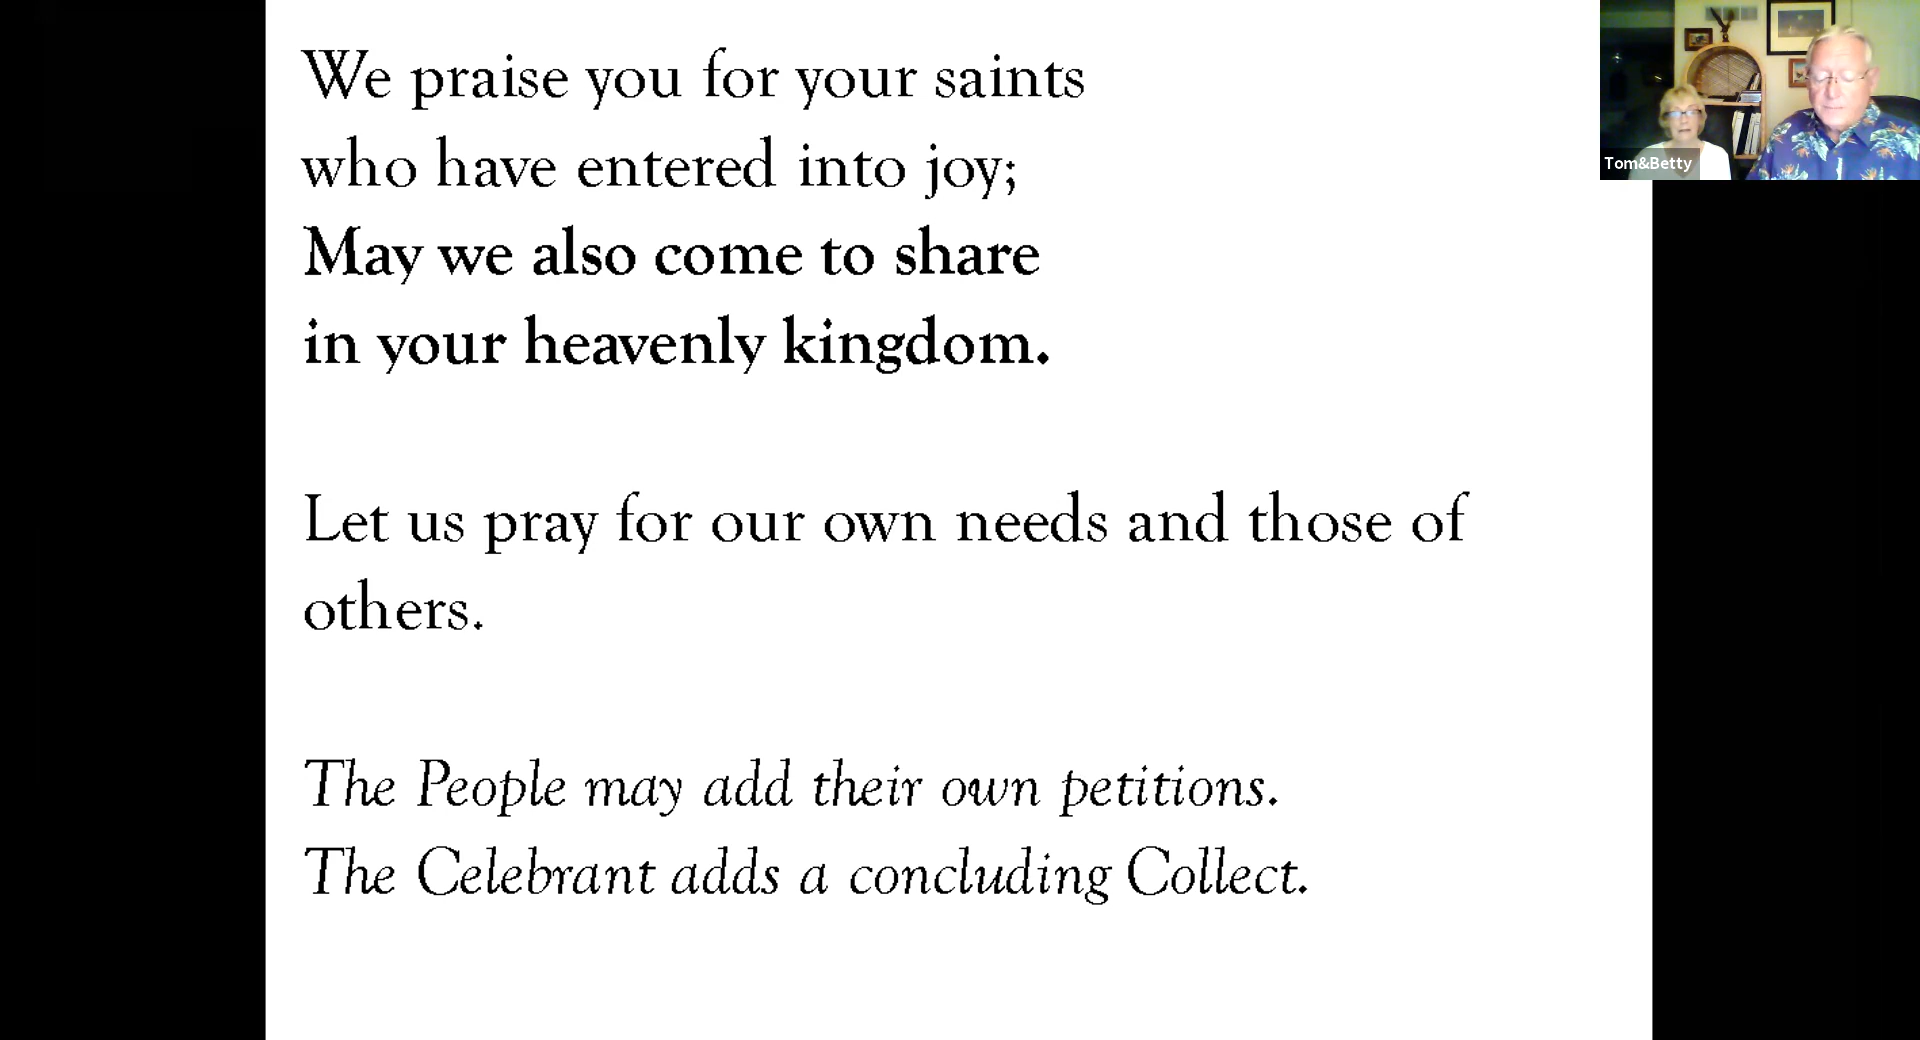 We praise you for your saints
who have entered into joy;
May we also come to share
in your heavenly kingdom.
Let us pray for our own needs and those of
others.
The People may add their own petitions.
The Celebrant adds a concluding Collect.
Tom&Betty